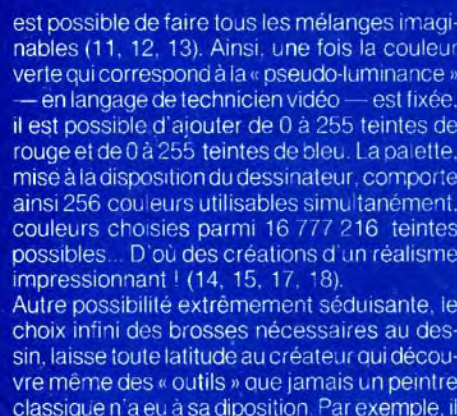 est possible de faire tous les mélanges imagi-
nables (11, 12, 13). Ainsi, une fois la couleur
verte qui correspond à la « pseudo-luminance »
— en langage de technicien vidéo — est fixée,
il est possible d'ajouter de 0 à 255 teintes de
rouge et de 0 à 255 teintes de bleu. La palette,
mise à la disposition du dessinateur, comporte
ainsi 256 couleurs utilisables simultanément,
couleurs choisies parmi 16 777 216 teintes
possibles... D'où des créations d'un réalisme
impressionnant ! (14, 15, 17, 18).
Autre possibilité extrêmement séduisante, le
choix infini des brosses nécessaires au des-
sin, laisse toute latitude au créateur qui décou-
vre même des « outils » que jamais un peintre
classique n'a eu à sa diposition. Par exemple, il